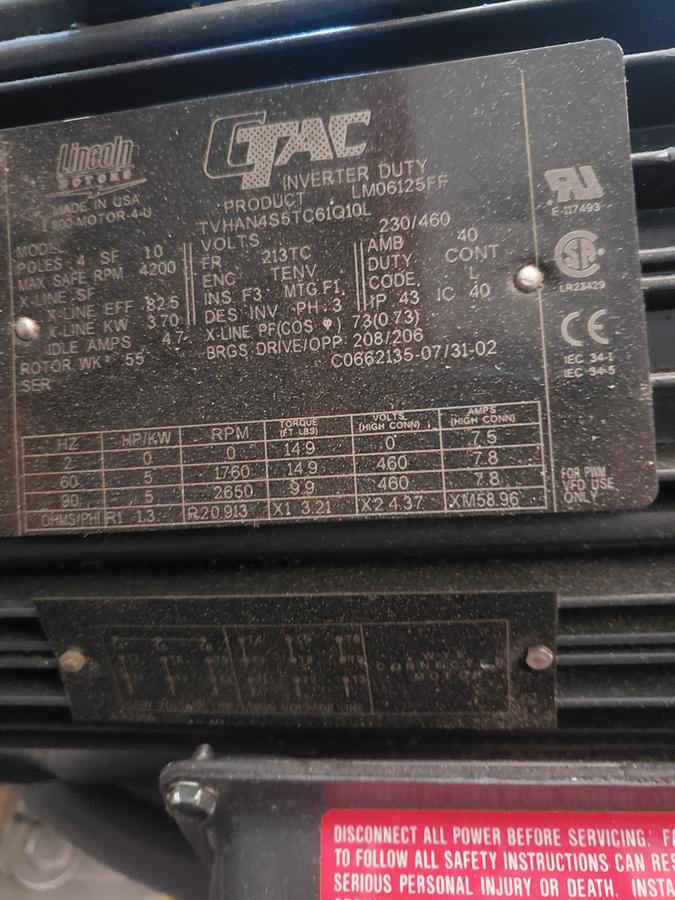 Lincoln
MOTORS
MADE IN USA
1 800-MOTOR-4-U
CTAC
INVERTER DUTY
PRODUCT LM06125FF
MODEL TVHAN4S5TC61Q10L
POLES 4 SF 1.0
MAX SAFE RPM 4200
X-LINE SF
X-LINE EFF 82.5
X-LINE KW 3.70
IDLE AMPS 4.7
ROTOR WK² .55
SER C0662135-07/31-02
VOLTS 230/460
FR 213TC
ENC. TENV
INS. F3 MTG.F1
DES INV PH 3
X-LINE PF(COS φ) 73(0.73)
BRGS DRIVE/OPP 208/206
AMB 40
DUTY CONT
CODE. L
IP 43 IC 40
E-117493
LR23429
CE
IEC 34-1
IEC 34-5
HZ HP/KW RPM TORQUE (FT LBS) VOLTS (HIGH CONN) AMPS (HIGH CONN)
2 0 0 14.9 0 7.5
60 5 1760 14.9 460 7.8
90 5 2650 9.9 460 7.8
OHMS/PH R1 1.3 R2 0.913 X1 3.21 X2 4.37 XM 58.96
FOR PWM
VFD USE
ONLY
WYE
CONNECTED
MOTOR
DISCONNECT ALL POWER BEFORE SERVICING.
TO FOLLOW ALL SAFETY INSTRUCTIONS CAN
SERIOUS PERSONAL INJURY OR DEATH.